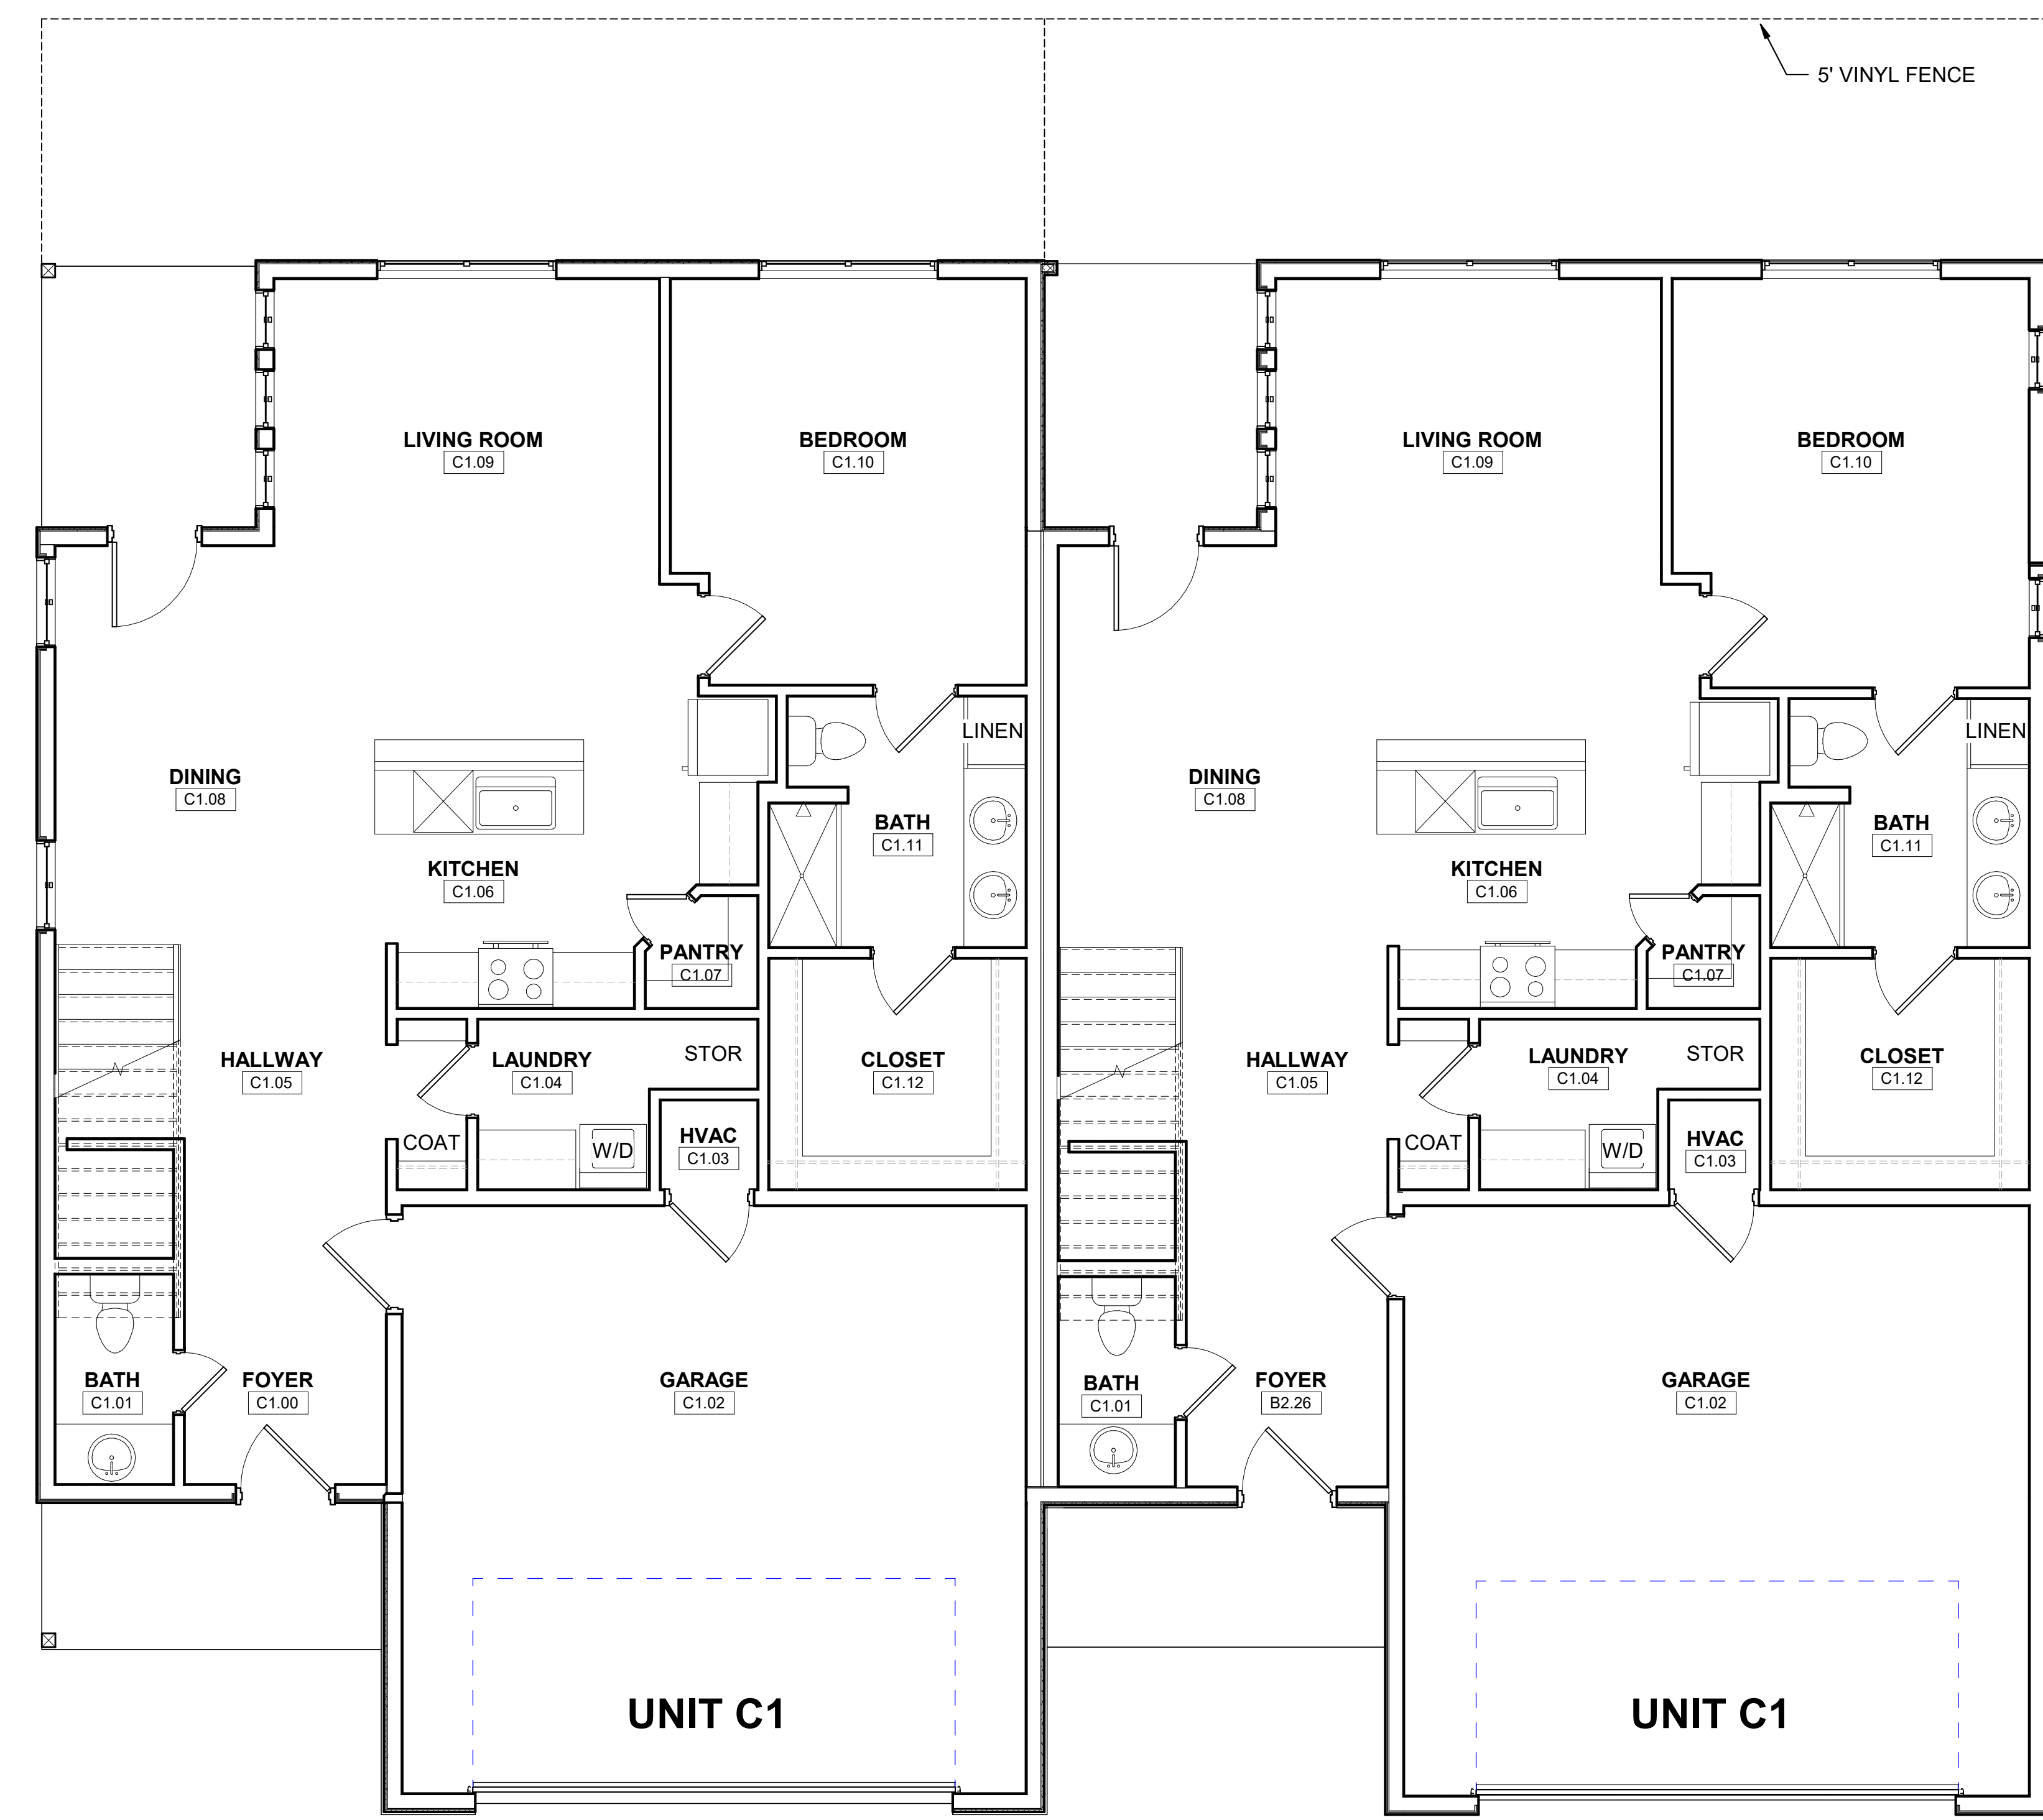 5' VINYL FENCE
LIVING ROOM
C1.09
BEDROOM
C1.10
LIVING ROOM
C1.09
BEDROOM
C1.10
LINEN
LINEN
DINING
C1.08
DINING
C1.08
BATH
C1.11
BATH
C1.11
KITCHEN
C1.06
KITCHEN
C1.06
PANTRY
C1.07
PANTRY
C1.07
HALLWAY
C1.05
LAUNDRY
C1.04
STOR
CLOSET
C1.12
HALLWAY
C1.05
LAUNDRY
C1.04
STOR
CLOSET
C1.12
COAT
W/D
HVAC
C1.03
COAT
W/D
HVAC
C1.03
BATH
C1.01
FOYER
C1.00
GARAGE
C1.02
BATH
C1.01
FOYER
B2.26
GARAGE
C1.02
UNIT C1
UNIT C1